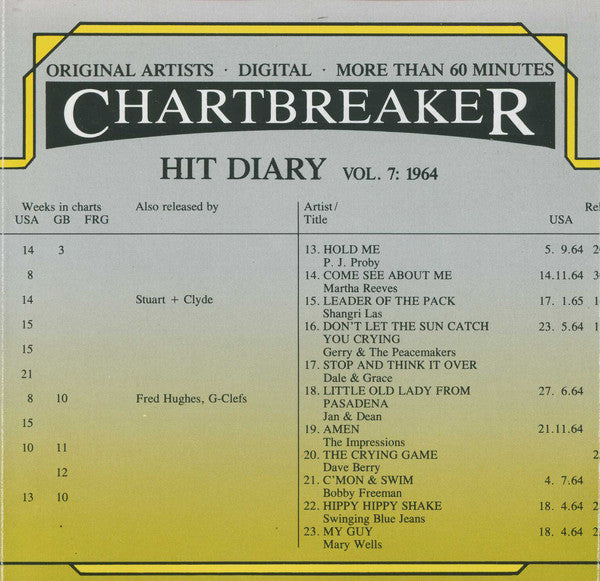 ORIGINAL ARTISTS · DIGITAL · MORE THAN 60 MINUTES
CHARTBREAKER
HIT DIARY VOL. 7: 1964
Weeks in charts
USA GB FRG
Also released by
14 3
8
14 Stuart + Clyde
15
15
21
8 10 Fred Hughes, G-Clefs
15
10 11
12
13 10
Artist/ Rel
Title USA
13. HOLD ME 5. 9.64 2
P. J. Proby
14. COME SEE ABOUT ME 14.11.64 3
Martha Reeves
15. LEADER OF THE PACK 17. 1.65 1
Shangri Las
16. DON'T LET THE SUN CATCH 23. 5.64 1
YOU CRYING
Gerry & The Peacemakers
17. STOP AND THINK IT OVER
Dale & Grace
18. LITTLE OLD LADY FROM 27. 6.64
PASADENA
Jan & Dean
19. AMEN 21.11.64
The Impressions
20. THE CRYING GAME
Dave Berry
21. C'MON & SWIM 4. 7.64
Bobby Freeman
22. HIPPY HIPPY SHAKE 18. 4.64 2
Swinging Blue Jeans
23. MY GUY 18. 4.64 2
Mary Wells